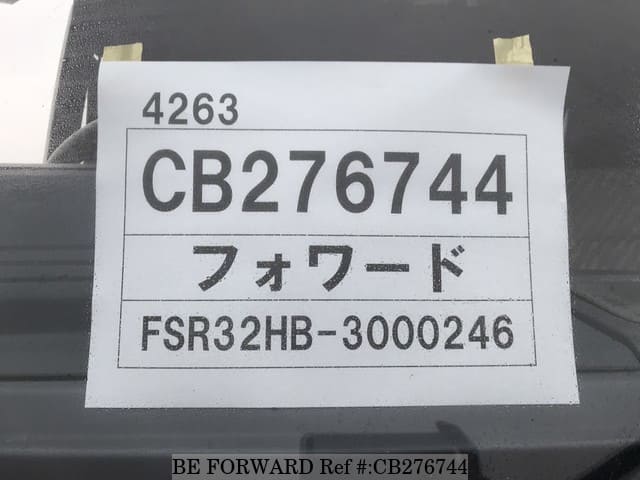 4263
CB276744
フォワード
FSR32HB-3000246
BE FORWARD Ref #:CB276744